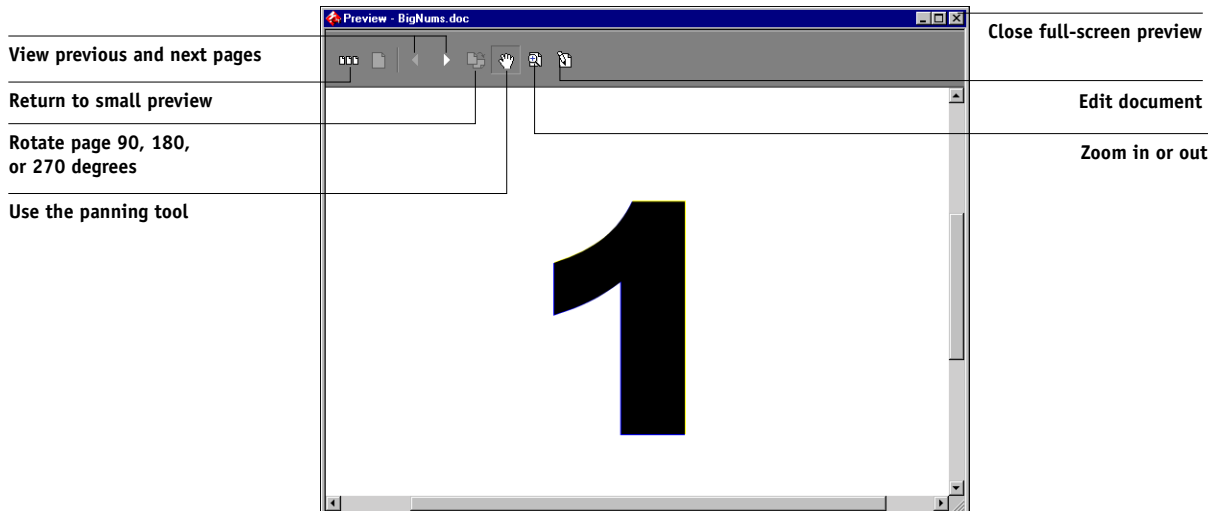 Preview - BigNums.doc
Close full-screen preview
View previous and next pages
Return to small preview
Edit document
Rotate page 90, 180,
or 270 degrees
Zoom in or out
Use the panning tool
1